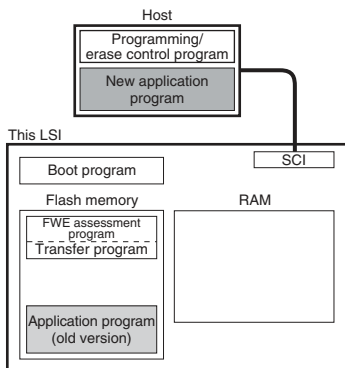 Host
Programming/
erase control program
New application
program
This LSI
SCI
Boot program
Flash memory
RAM
FWE assessment
program
Transfer program
Application program
(old version)